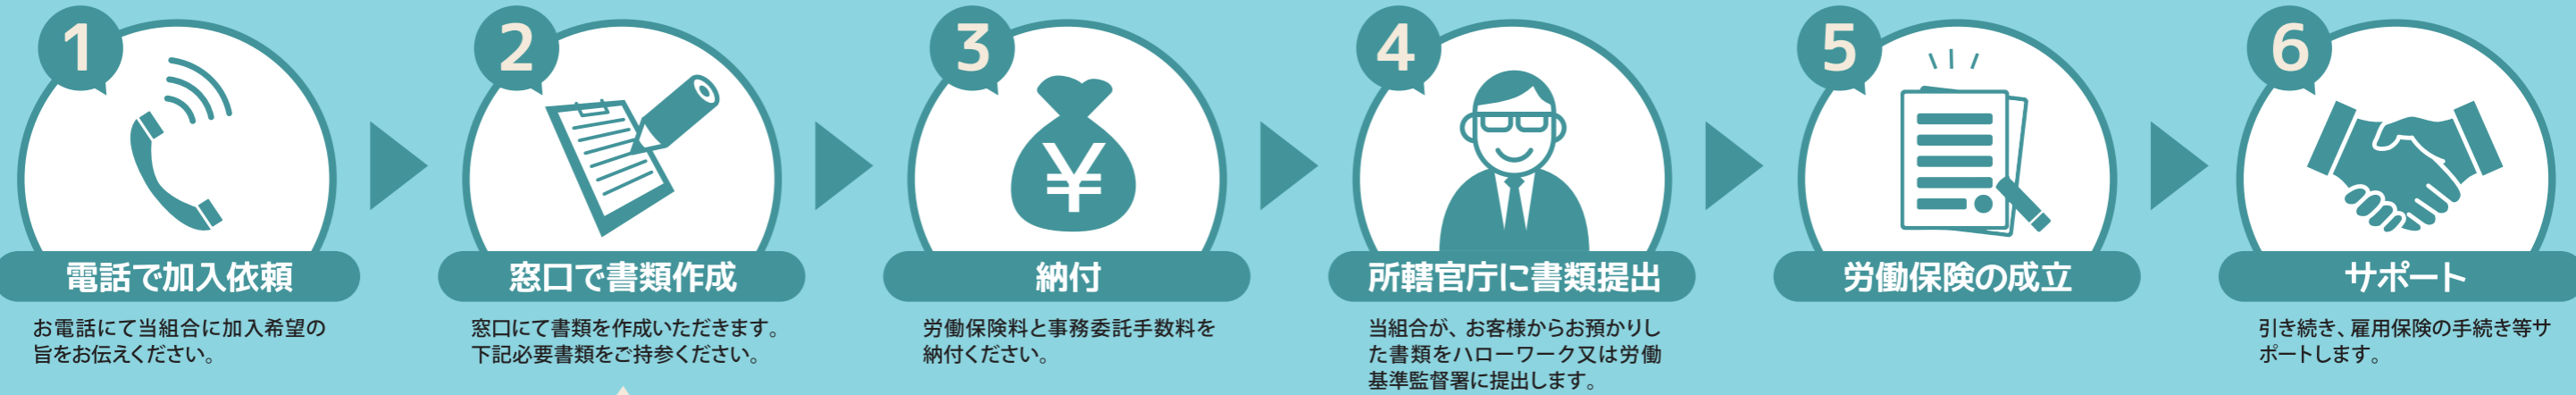 1
電話で加入依頼
お電話にて当組合に加入希望の
旨をお伝えください。
2
窓口で書類作成
窓口にて書類を作成いただきます。
下記必要書類をご持参ください。
3
¥
納付
労働保険料と事務委託手数料を
納付ください。
4
所轄官庁に書類提出
当組合が、お客様からお預かりし
た書類をハローワーク又は労働
基準監督署に提出します。
5
労働保険の成立
6
サポート
引き続き、雇用保険の手続き等サ
ポートします。